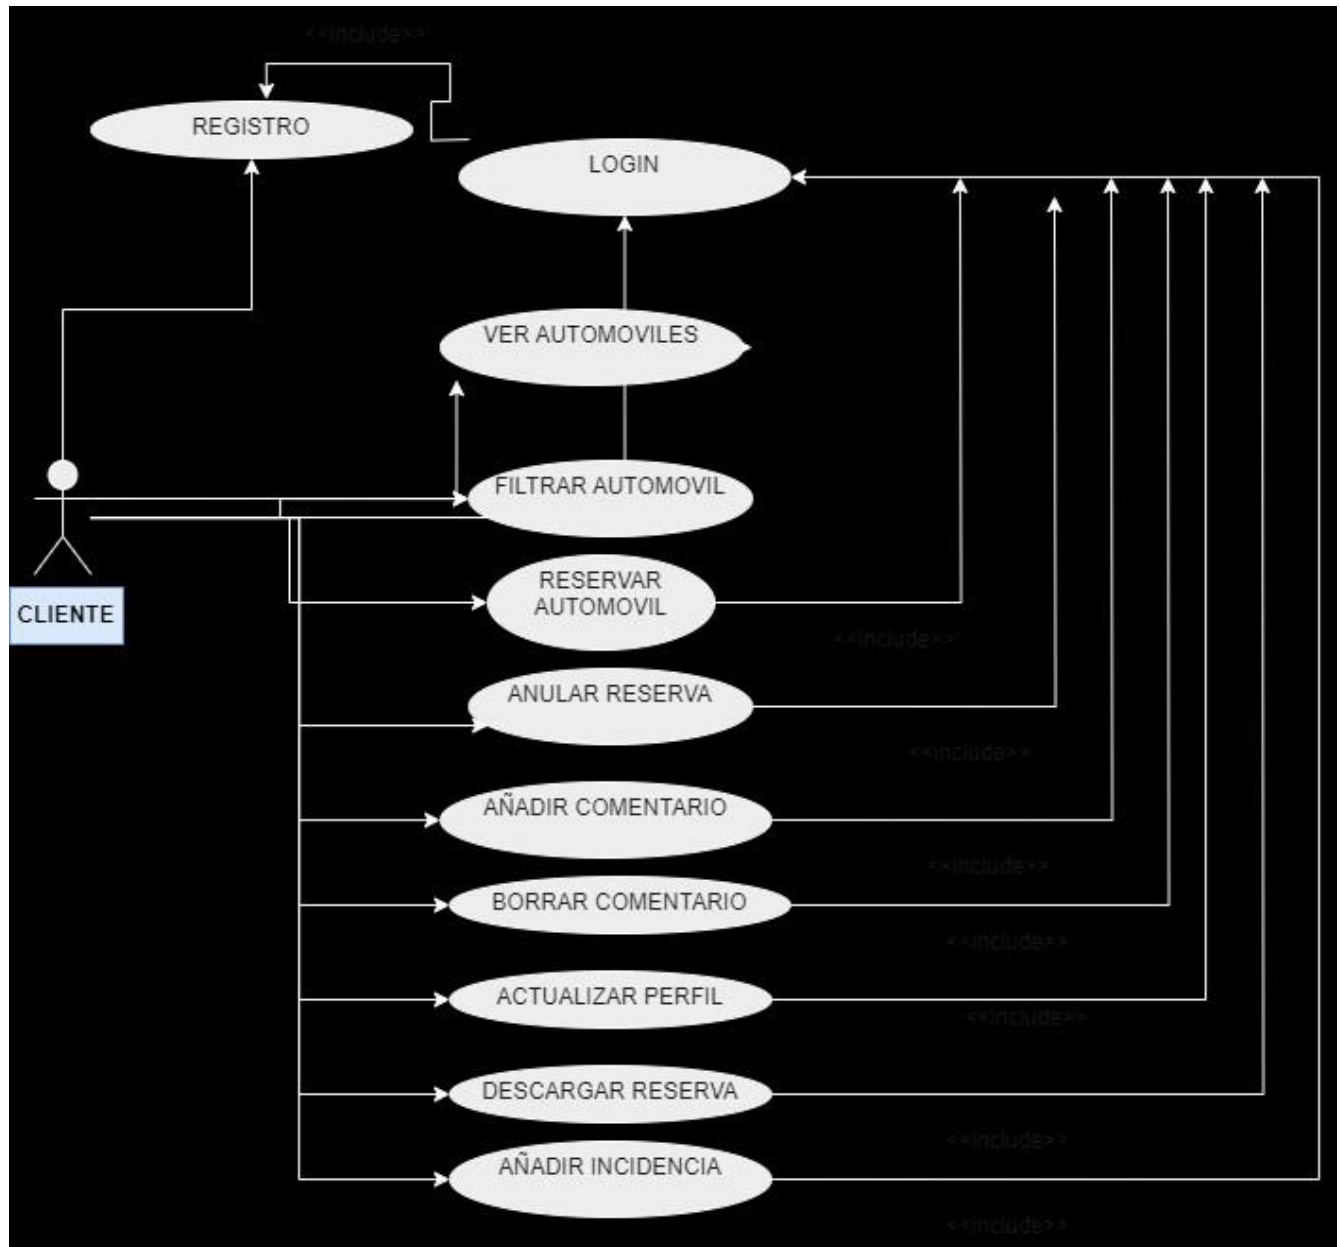 <<include>>
REGISTRO
LOGIN
VER AUTOMOVILES
FILTRAR AUTOMOVIL
CLIENTE
RESERVAR
AUTOMOVIL
<<include>>
ANULAR RESERVA
<<include>>
AÑADIR COMENTARIO
<<include>>
BORRAR COMENTARIO
<<include>>
ACTUALIZAR PERFIL
<<include>>
DESCARGAR RESERVA
<<include>>
AÑADIR INCIDENCIA
<<include>>